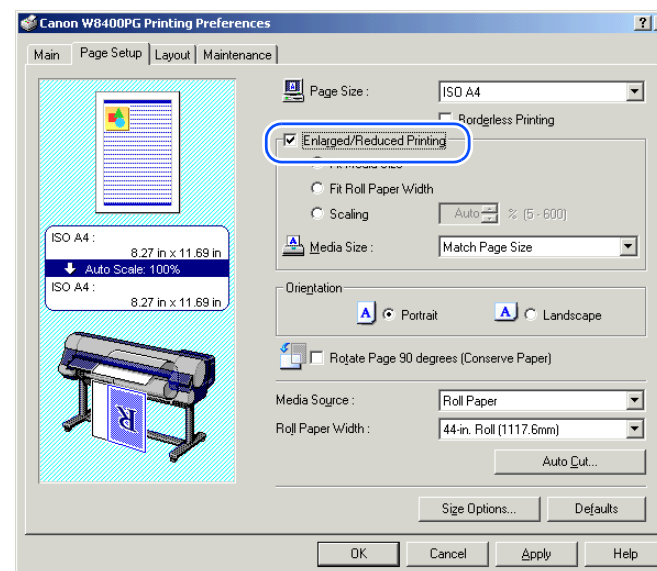 Canon W8400PG Printing Preferences
Main Page Setup Layout Maintenance
Page Size : ISO A4
Borderless Printing
Enlarged/Reduced Printing
Fit Roll Paper Width
Scaling Auto % (5 - 600)
Media Size : Match Page Size
ISO A4 :
8.27 in x 11.69 in
Auto Scale: 100%
ISO A4 :
8.27 in x 11.69 in
Orientation
A Portrait A Landscape
Rotate Page 90 degrees (Conserve Paper)
R
Media Source : Roll Paper
Roll Paper Width : 44-in. Roll (1117.6mm)
Auto Cut...
Size Options... Defaults
OK Cancel Apply Help